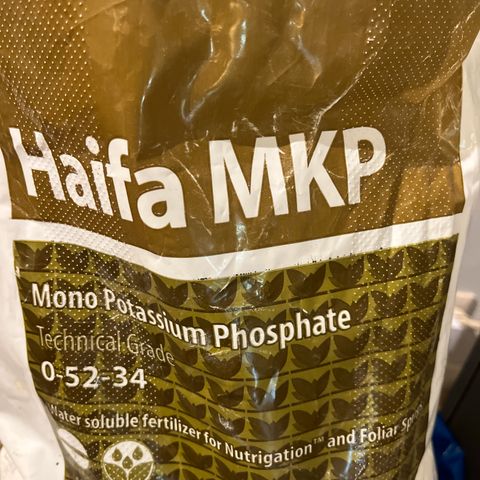 Haifa MKP
Mono Potassium Phosphate
Technical Grade
0-52-34
Water soluble fertilizer for Nutrigation™ and Foliar